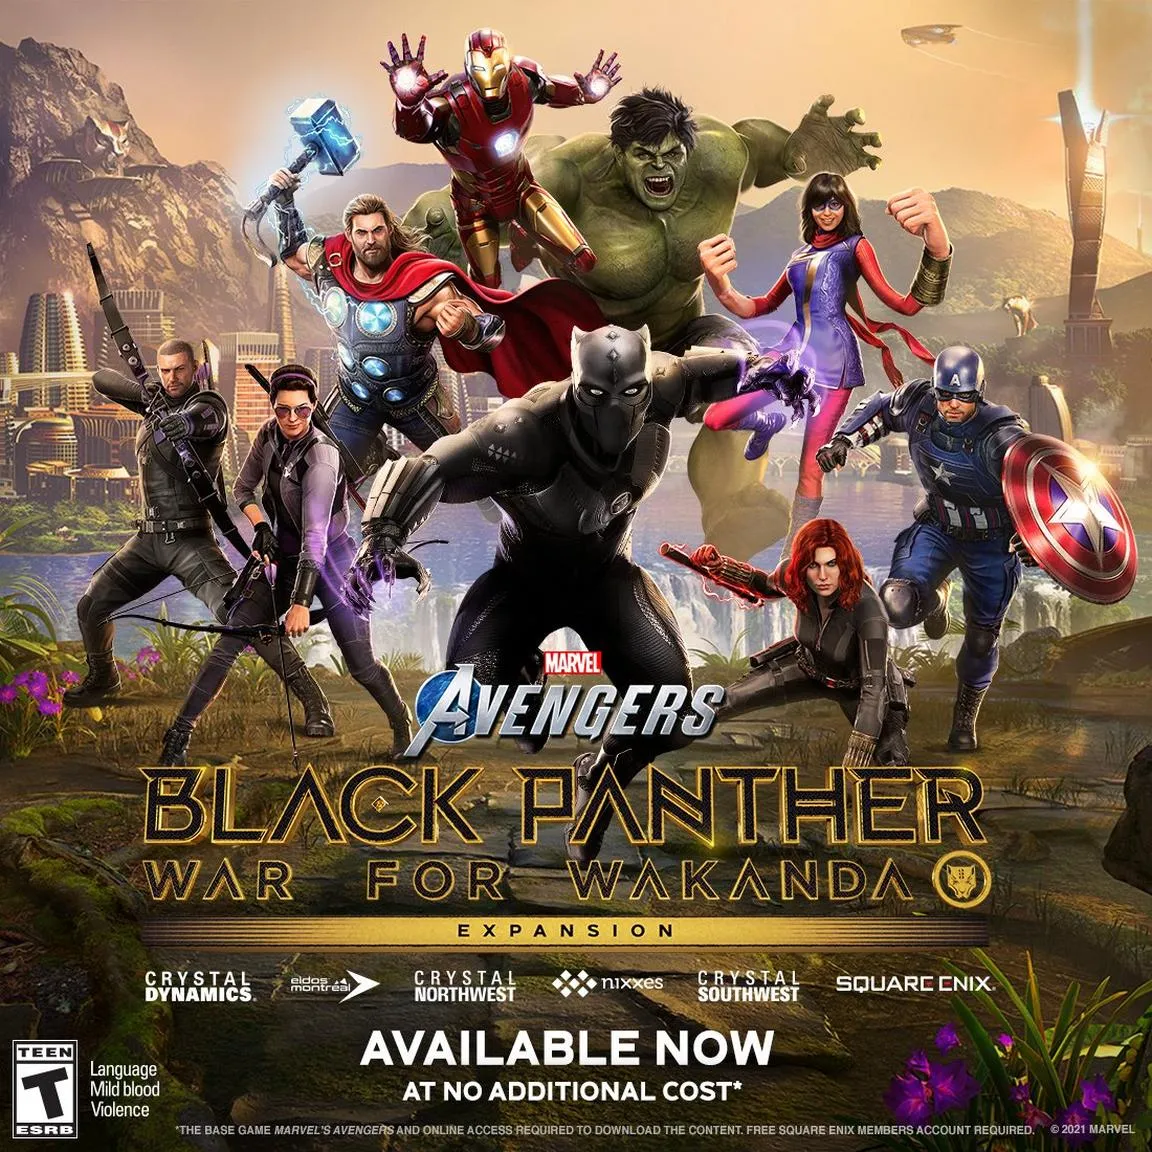 MARVEL
AVENGERS
BLACK PANTHER
WAR FOR WAKANDA
EXPANSION
CRYSTAL DYNAMICS. eidos montréal CRYSTAL NORTHWEST nixxes CRYSTAL SOUTHWEST SQUARE ENIX.
AVAILABLE NOW
AT NO ADDITIONAL COST*
TEEN
T
ESRB
Language
Mild blood
Violence
*THE BASE GAME MARVEL'S AVENGERS AND ONLINE ACCESS REQUIRED TO DOWNLOAD THE CONTENT. FREE SQUARE ENIX MEMBERS ACCOUNT REQUIRED. © 2021 MARVEL
A